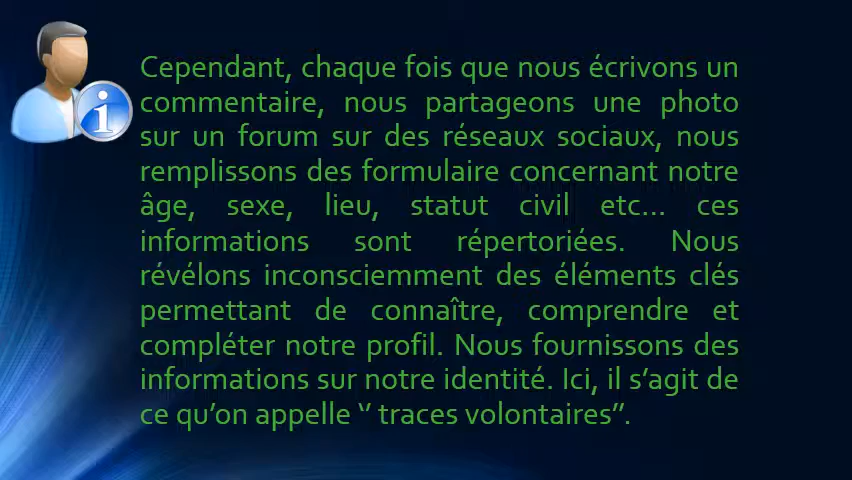 Cependant, chaque fois que nous écrivons un
commentaire, nous partageons une photo
sur un forum sur des réseaux sociaux, nous
remplissons des formulaire concernant notre
âge, sexe, lieu, statut civil etc... ces
informations sont répertoriées. Nous
révélons inconsciemment des éléments clés
permettant de connaître, comprendre et
compléter notre profil. Nous fournissons des
informations sur notre identité. Ici, il s’agit de
ce qu’on appelle ‘’ traces volontaires’’.